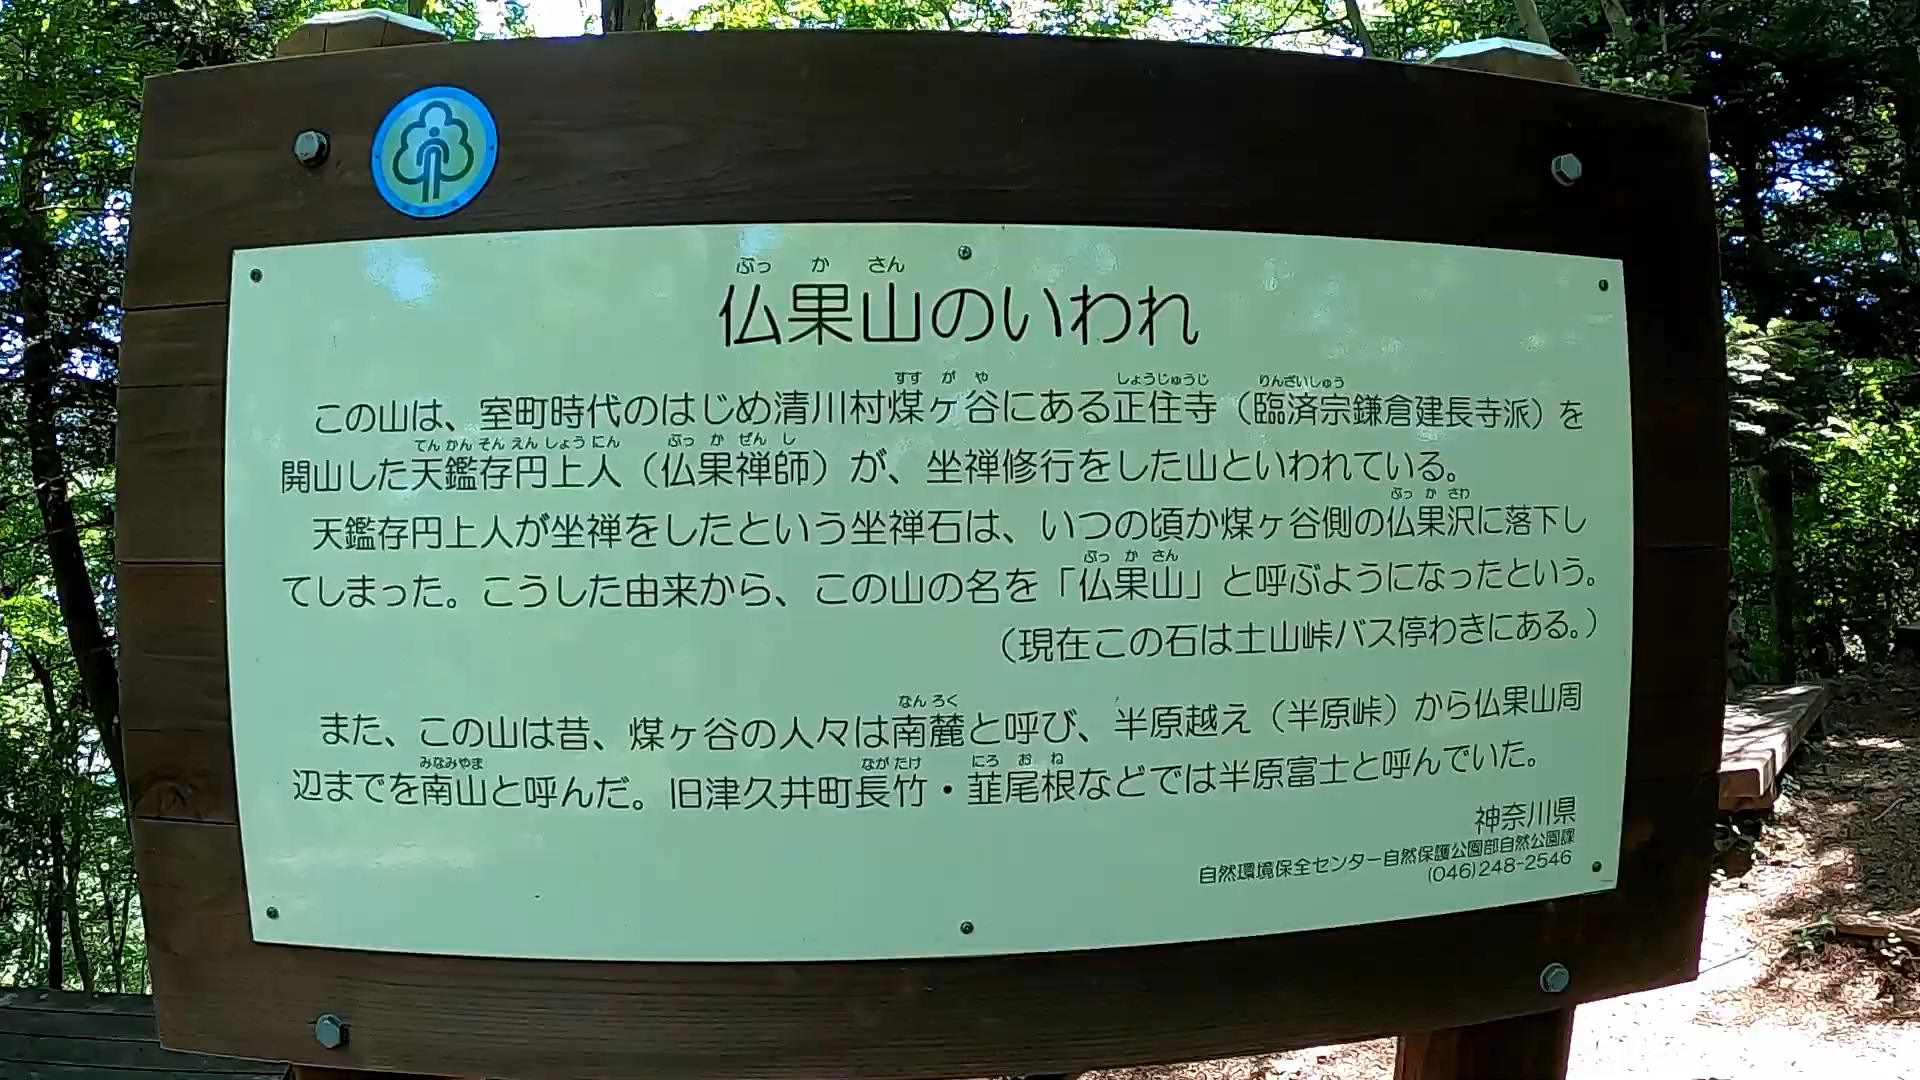 ぶっ か さん
仏果山のいわれ
すす が や しょうじゅうじ りんざいしゅう
この山は、室町時代のはじめ清川村煤ヶ谷にある正住寺（臨済宗鎌倉建長寺派）を
てん かん そん えん しょう にん ぶっ か ぜん し
開山した天鑑存円上人（仏果禅師）が、坐禅修行をした山といわれている。
ぶっ か さわ
天鑑存円上人が坐禅をしたという坐禅石は、いつの頃か煤ヶ谷側の仏果沢に落下し
ぶっ か さん
てしまった。こうした由来から、この山の名を「仏果山」と呼ぶようになったという。
（現在この石は土山峠バス停わきにある。）
なん ろく
また、この山は昔、煤ヶ谷の人々は南麓と呼び、半原越え（半原峠）から仏果山周
みなみやま ながたけ にろ お ね
辺までを南山と呼んだ。旧津久井町長竹・韮尾根などでは半原富士と呼んでいた。
神奈川県
自然環境保全センター自然保護公園部自然公園課
(046)248-2546